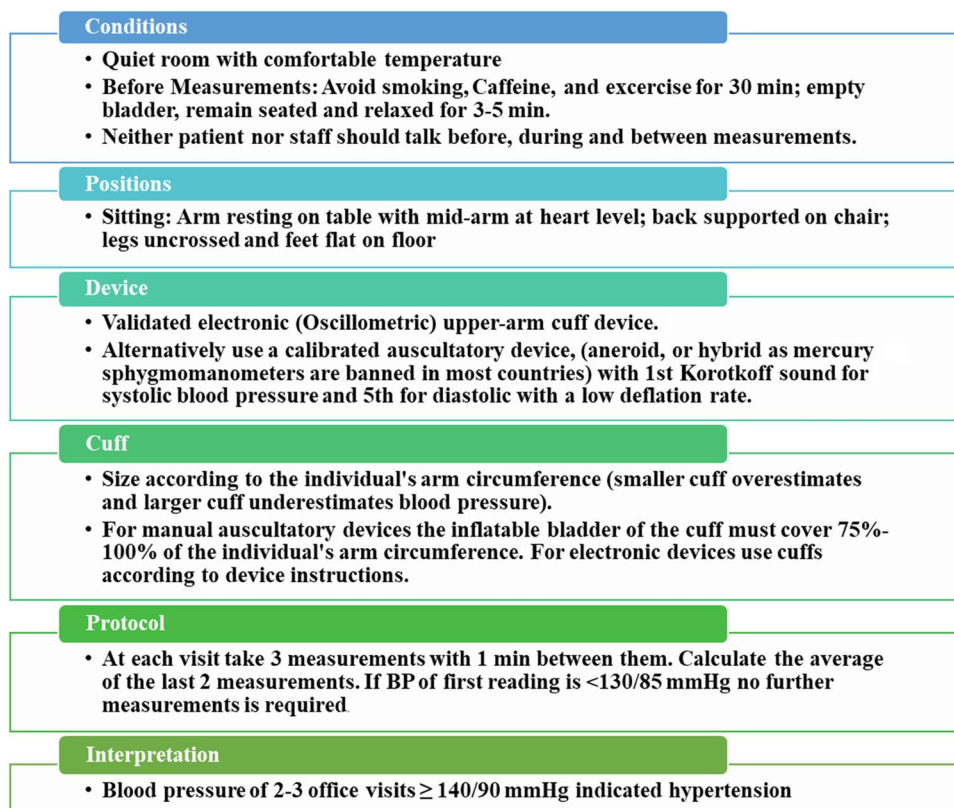 Conditions
• Quiet room with comfortable temperature
• Before Measurements: Avoid smoking, Caffeine, and excercise for 30 min; empty
bladder, remain seated and relaxed for 3-5 min.
• Neither patient nor staff should talk before, during and between measurements.
Positions
• Sitting: Arm resting on table with mid-arm at heart level; back supported on chair;
legs uncrossed and feet flat on floor
Device
• Validated electronic (Oscillometric) upper-arm cuff device.
• Alternatively use a calibrated auscultatory device, (aneroid, or hybrid as mercury
sphygmomanometers are banned in most countries) with 1st Korotkoff sound for
systolic blood pressure and 5th for diastolic with a low deflation rate.
Cuff
• Size according to the individual's arm circumference (smaller cuff overestimates
and larger cuff underestimates blood pressure).
• For manual auscultatory devices the inflatable bladder of the cuff must cover 75%-
100% of the individual's arm circumference. For electronic devices use cuffs
according to device instructions.
Protocol
• At each visit take 3 measurements with 1 min between them. Calculate the average
of the last 2 measurements. If BP of first reading is <130/85 mmHg no further
measurements is required.
Interpretation
• Blood pressure of 2-3 office visits ≥ 140/90 mmHg indicated hypertension